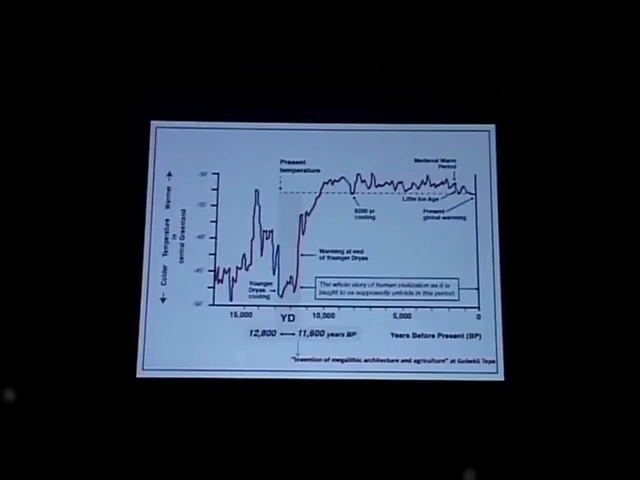 Present
temperature
Medieval Warm
Period
Little Ice Age
8200 yr
cooling
Present
global warming
Colder Temperature Warmer
in
central Greenland
Warming at end
of Younger Dryas
Younger
Dryas
cooling
The whole story of human civilization as it is
taught to us supposedly unfolds in this period.
15,000
YD
10,000
5,000
0
12,800 ⟷ 11,600 years BP
Years Before Present (BP)
"Invention of megalithic architecture and agriculture" at Gobekli Tepe